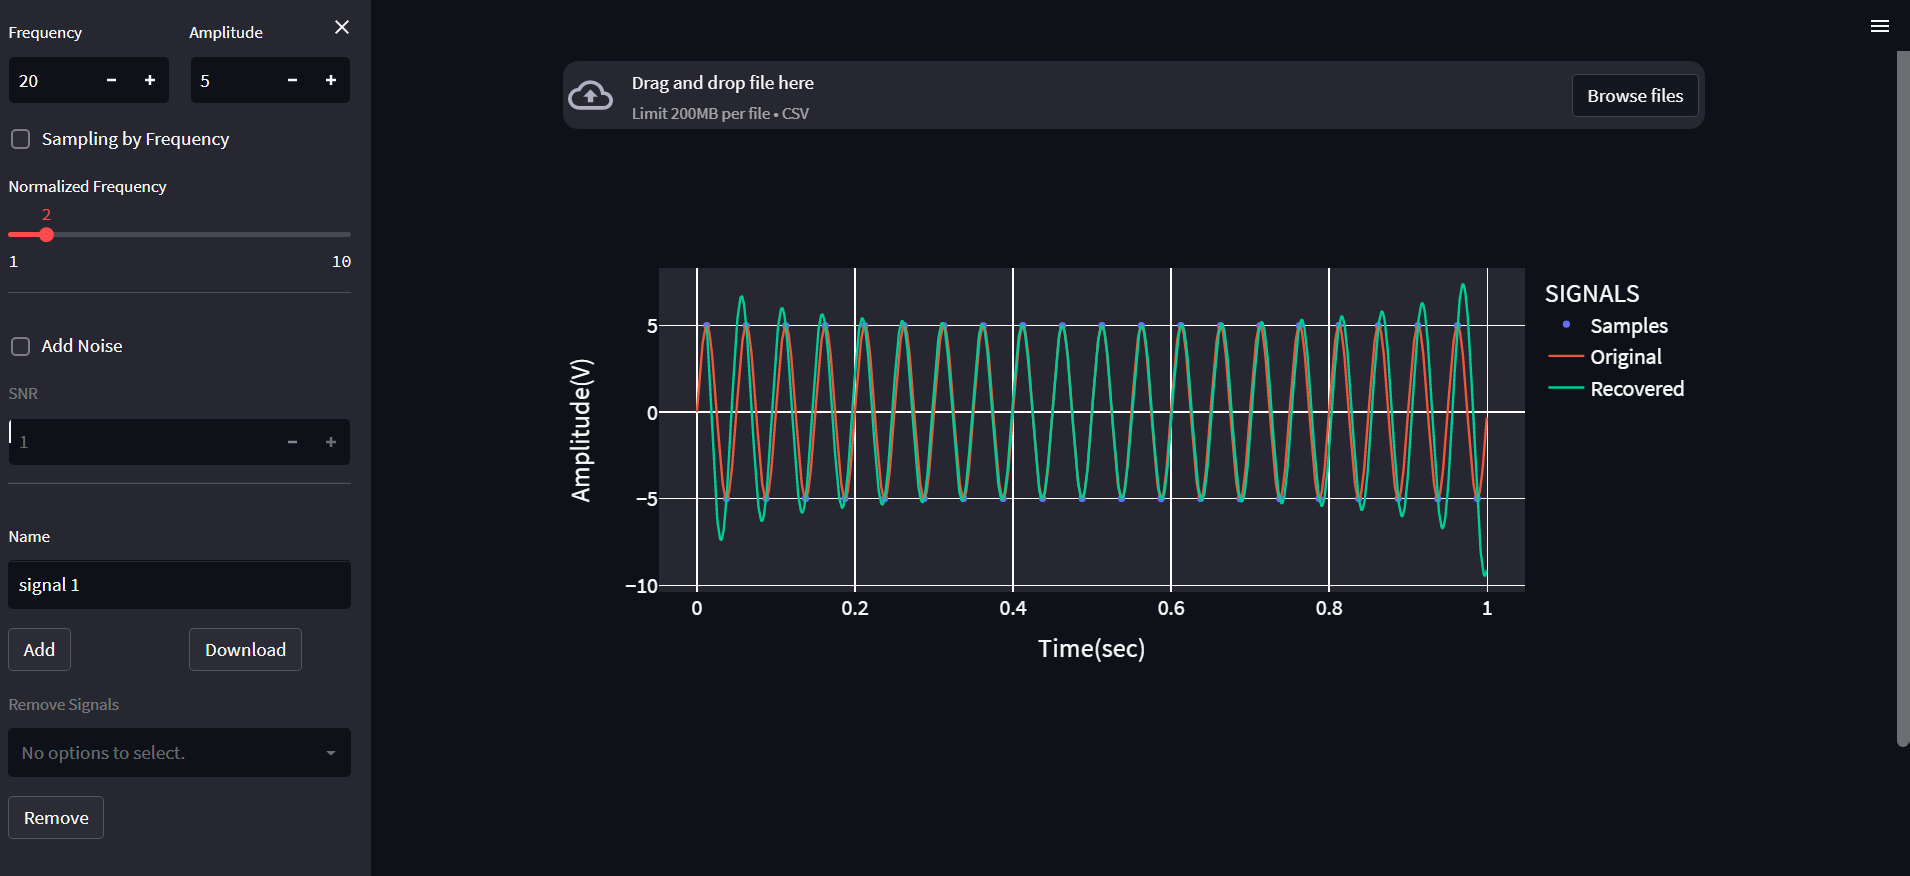 Frequency
Amplitude
20
5
Sampling by Frequency
Normalized Frequency
2
1
10
Add Noise
SNR
1
Name
signal 1
Add
Download
Remove Signals
No options to select.
Remove
Drag and drop file here
Limit 200MB per file • CSV
Browse files
SIGNALS
Samples
Original
Recovered
5
0
−5
−10
Amplitude(V)
0
0.2
0.4
0.6
0.8
1
Time(sec)